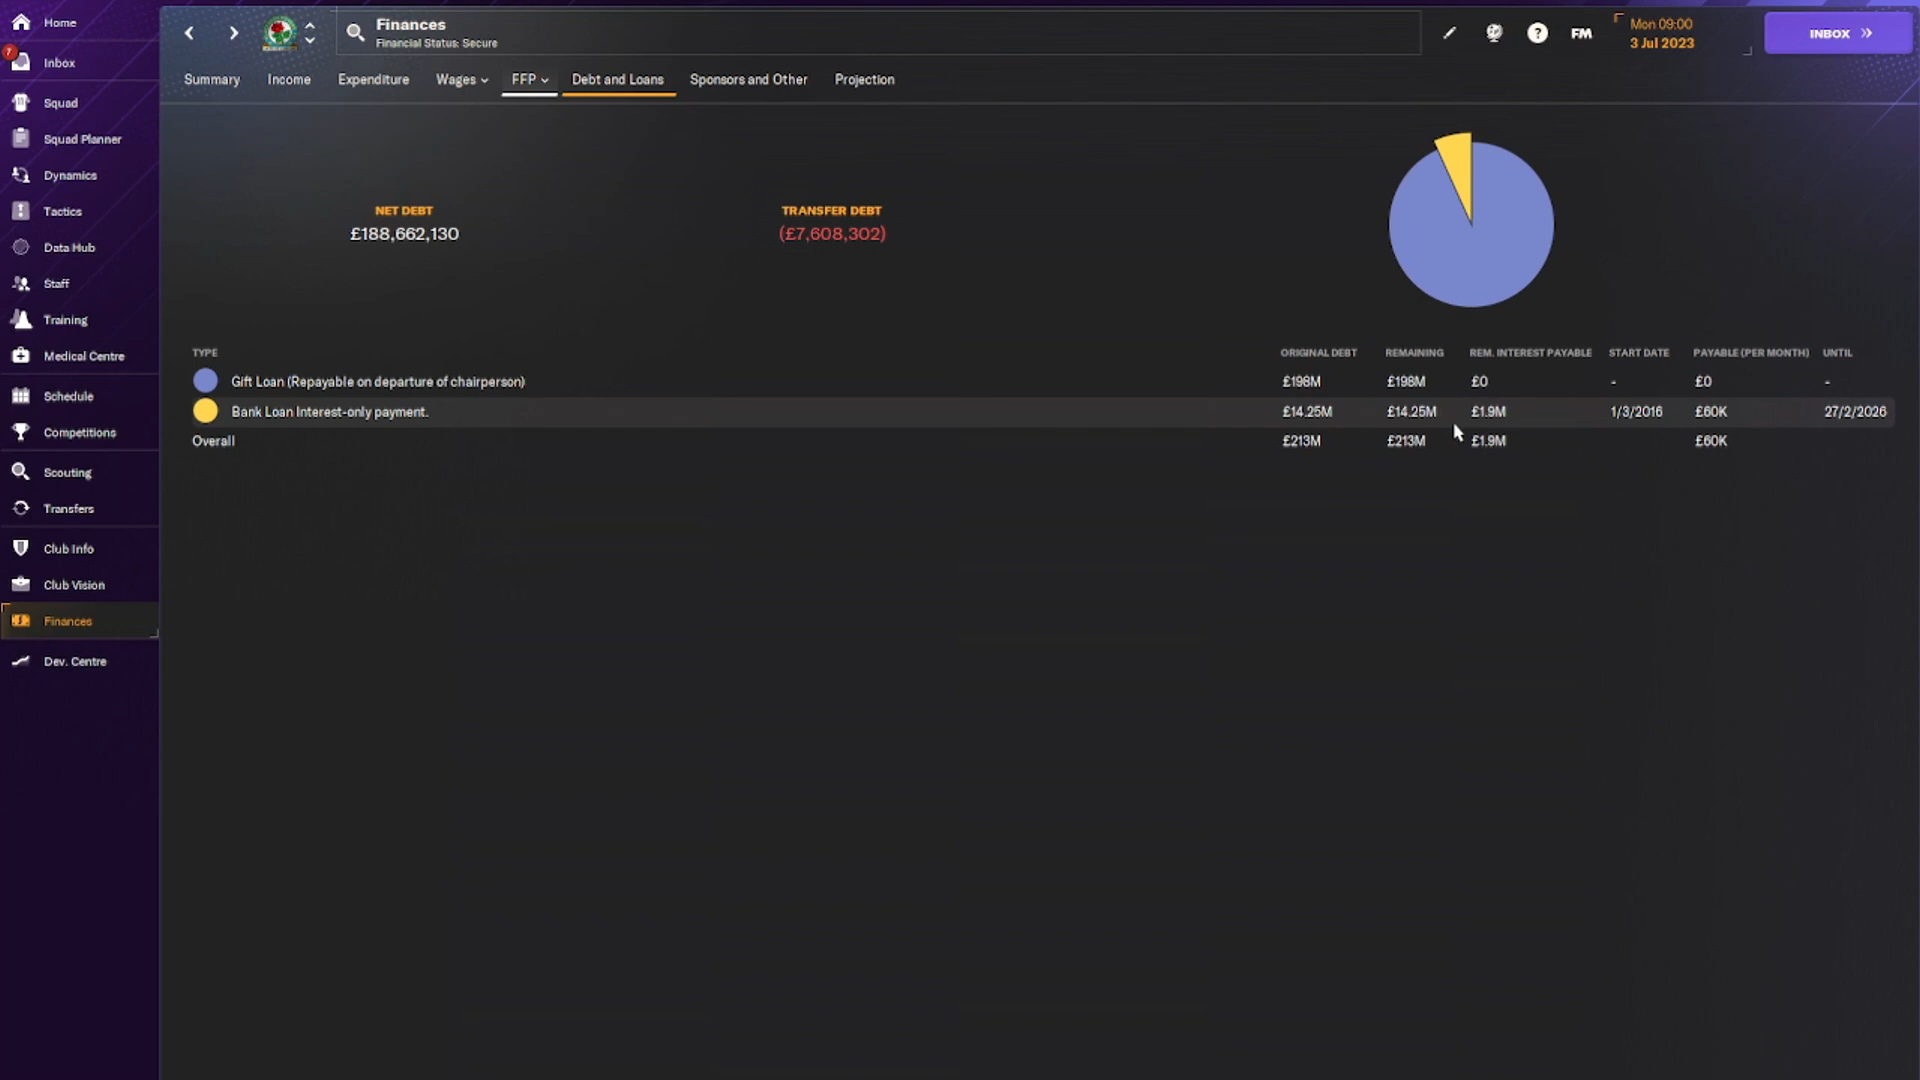 Home
Finances
Financial Status: Secure
FM
Mon 09:00
3 Jul 2023
INBOX
7
Inbox
Summary
Income
Expenditure
Wages
FFP
Debt and Loans
Sponsors and Other
Projection
Squad
Squad Planner
Dynamics
Tactics
Data Hub
Staff
Training
Medical Centre
Schedule
Competitions
Scouting
Transfers
Club Info
Club Vision
Finances
Dev. Centre
NET DEBT
£188,662,130
TRANSFER DEBT
(£7,608,302)
TYPE ORIGINAL DEBT REMAINING REM. INTEREST PAYABLE START DATE PAYABLE (PER MONTH) UNTIL
Gift Loan (Repayable on departure of chairperson) £198M £198M £0 - £0 -
Bank Loan Interest-only payment. £14.25M £14.25M £1.9M 1/3/2016 £60K 27/2/2026
Overall £213M £213M £1.9M £60K